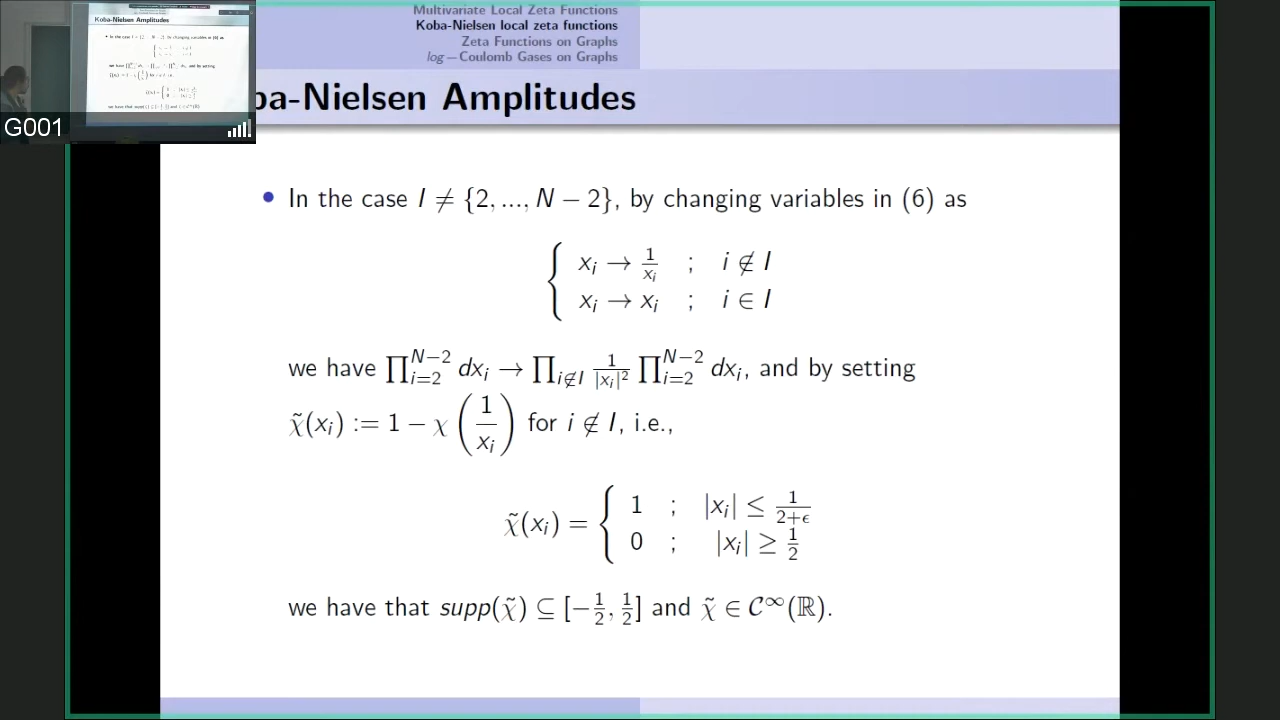 Multivariate Local Zeta Functions
Koba-Nielsen local zeta functions
Zeta Functions on Graphs
log−Coulomb Gases on Graphs
Koba-Nielsen Amplitudes
G001
ba-Nielsen Amplitudes
• In the case I ≠ {2, ..., N − 2}, by changing variables in (6) as
{ xᵢ → 1/xᵢ ; i ∉ I
xᵢ → xᵢ ; i ∈ I
we have ∏_{i=2}^{N−2} dxᵢ → ∏_{i∉I} 1/|xᵢ|² ∏_{i=2}^{N−2} dxᵢ, and by setting
χ̃(xᵢ) := 1 − χ(1/xᵢ) for i ∉ I, i.e.,
χ̃(xᵢ) = { 1 ; |xᵢ| ≤ 1/(2+ϵ)
0 ; |xᵢ| ≥ 1/2
we have that supp(χ̃) ⊆ [−1/2, 1/2] and χ̃ ∈ C^∞(ℝ).